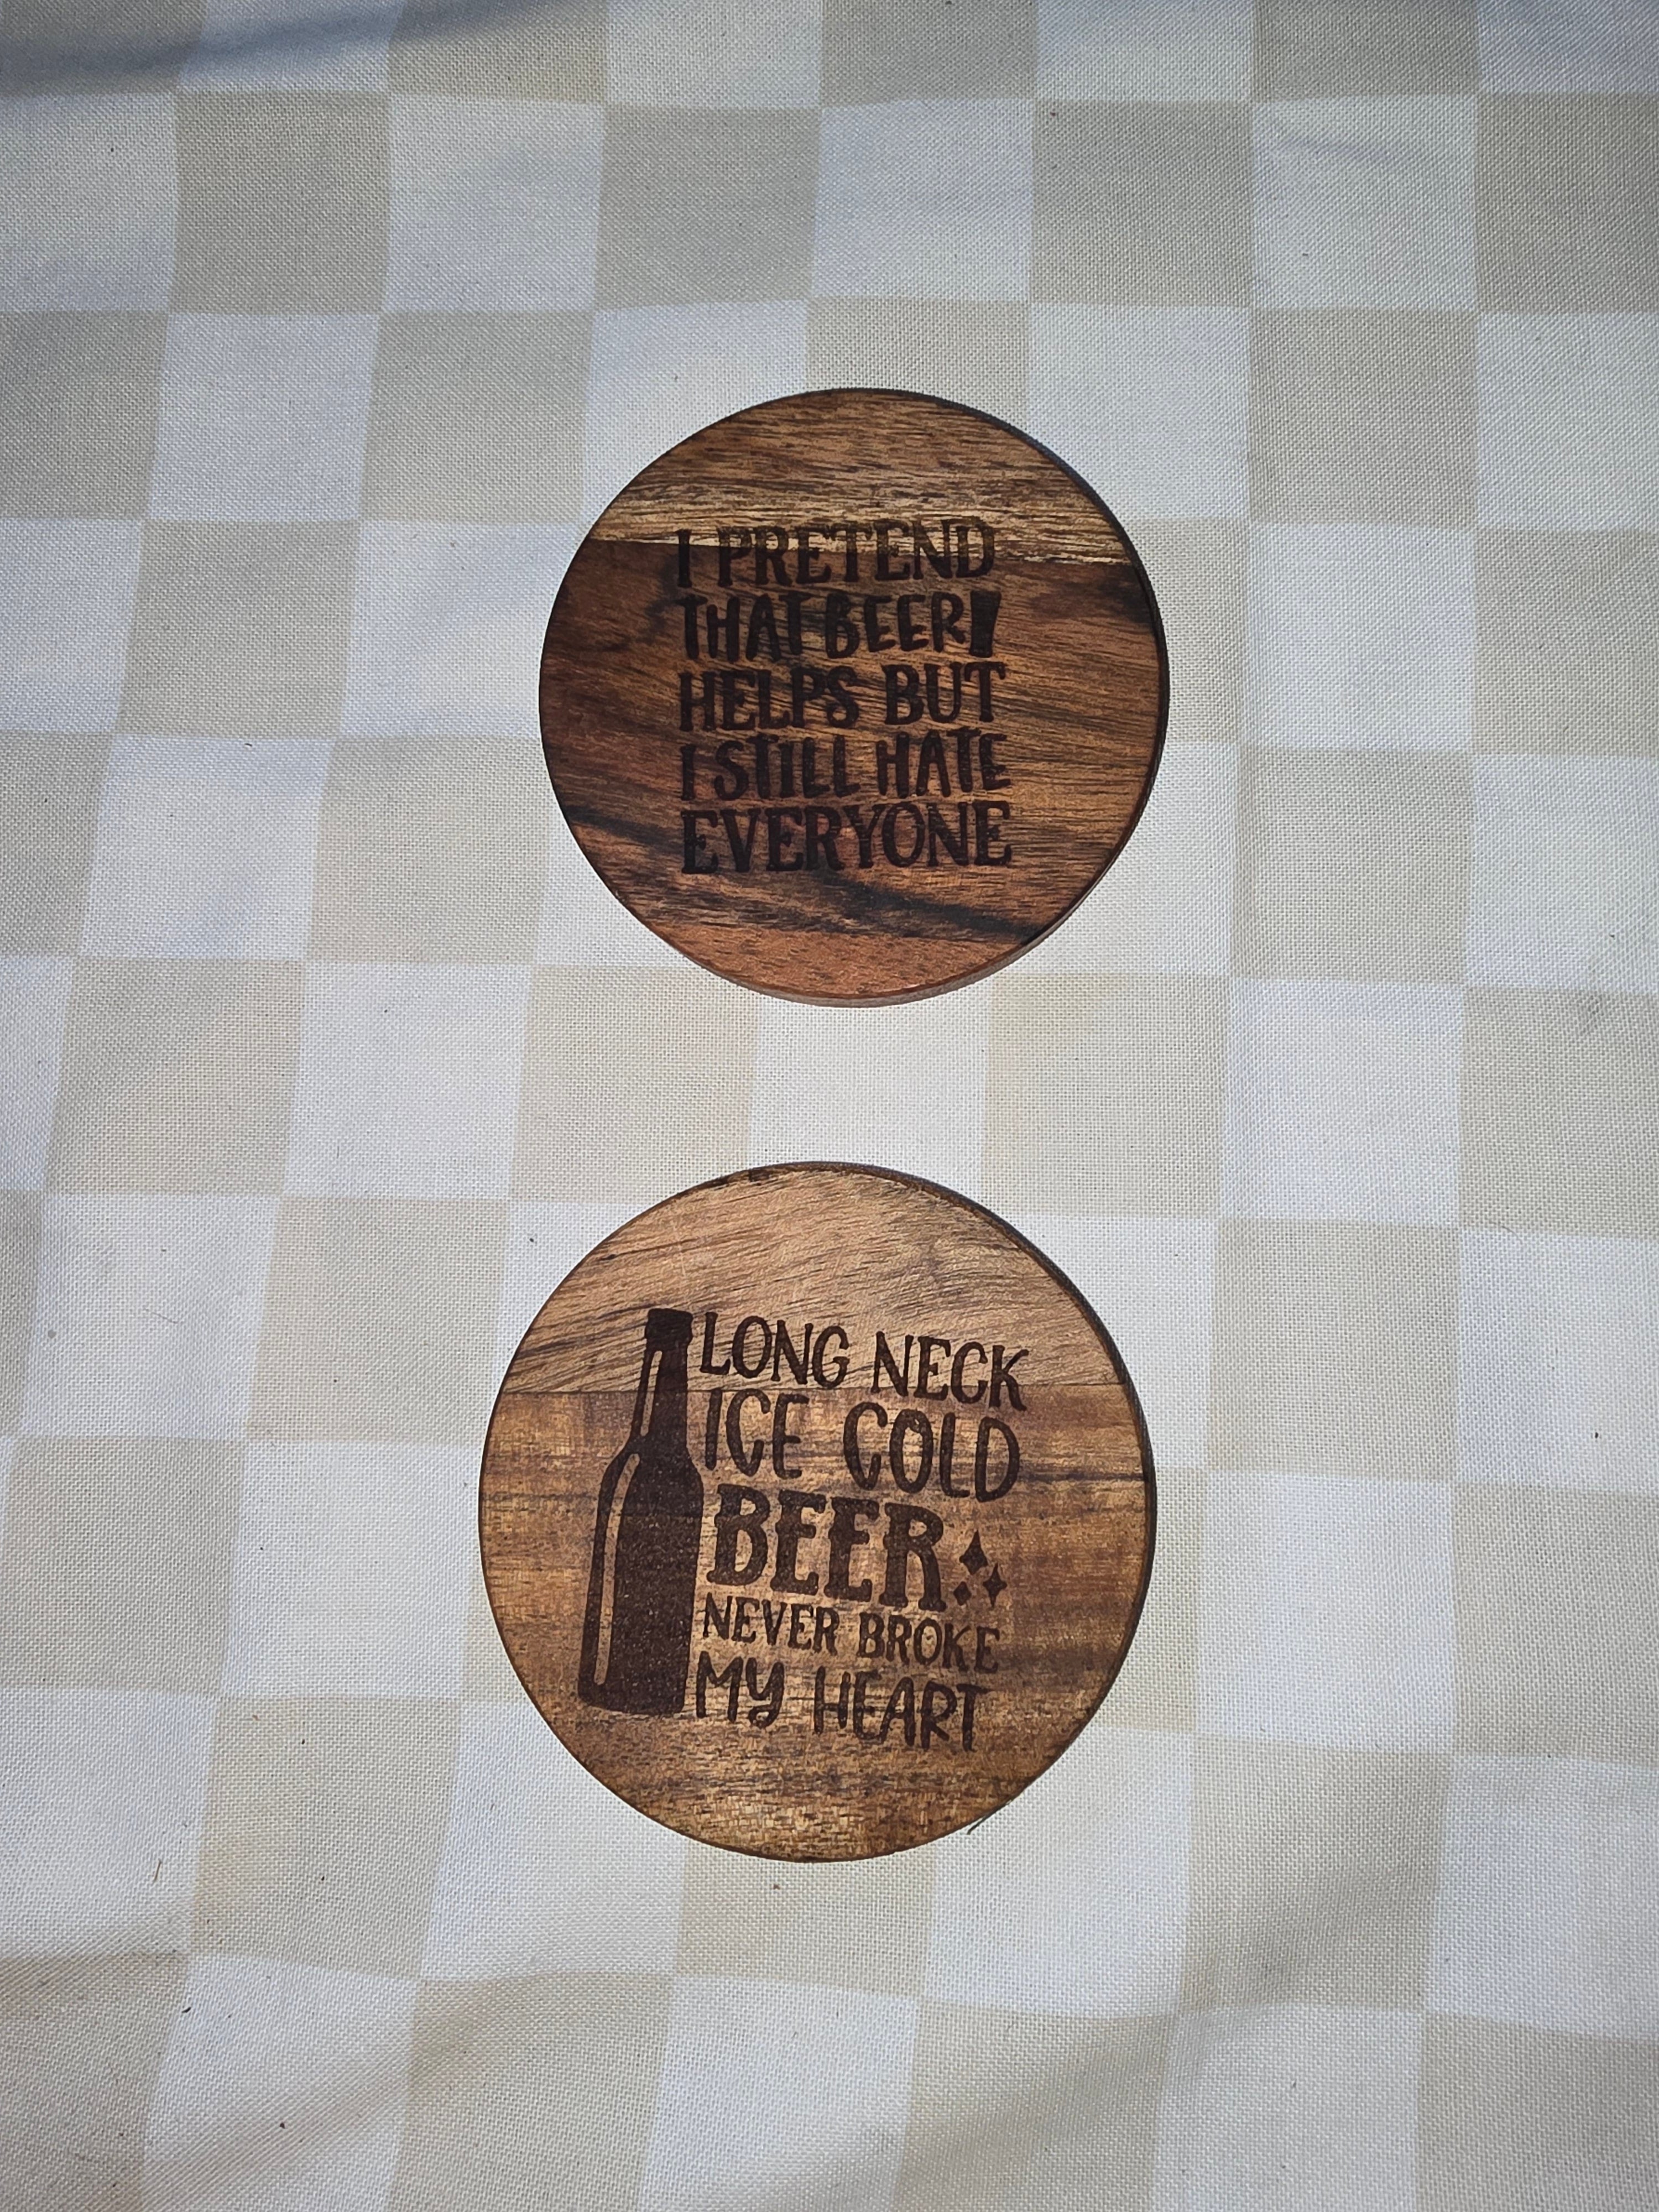 I PRETEND
THAT BEER
HELPS BUT
I STILL HATE
EVERYONE
LONG NECK
ICE COLD
BEER
NEVER BROKE
MY HEART